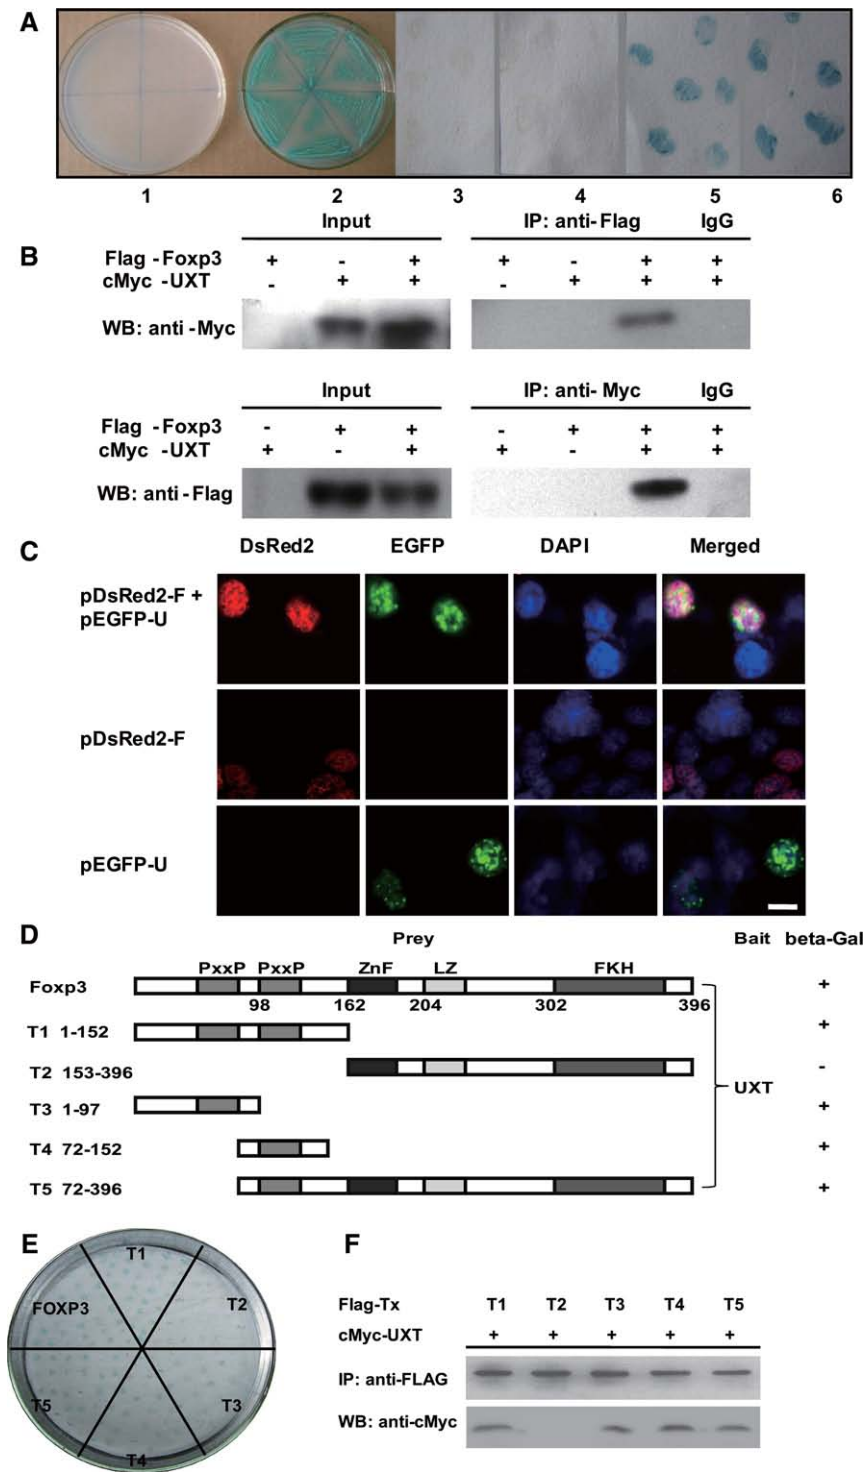 A
1 2 3 4 5 6
B
Input IP: anti-Flag IgG
Flag -Foxp3 + - + + - + +
cMyc -UXT - + + - + + +
WB: anti -Myc
Input IP: anti- Myc IgG
Flag -Foxp3 - + + - + + +
cMyc -UXT + - + + - + +
WB: anti -Flag
C
DsRed2 EGFP DAPI Merged
pDsRed2-F +
pEGFP-U
pDsRed2-F
pEGFP-U
D
Prey Bait beta-Gal
PxxP PxxP ZnF LZ FKH
Foxp3 +
98 162 204 302 396
T1 1-152 +
T2 153-396 -
UXT
T3 1-97 +
T4 72-152 +
T5 72-396 +
E
T1
FOXP3 T2
T5 T3
T4
F
Flag-Tx T1 T2 T3 T4 T5
cMyc-UXT + + + + +
IP: anti-FLAG
WB: anti-cMyc